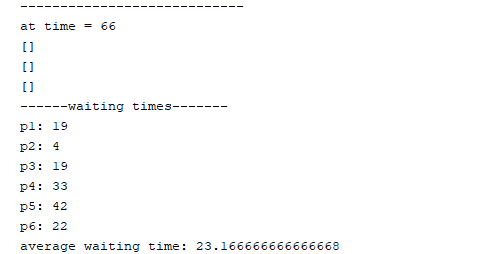 ----------------------------
at time = 66
[]
[]
[]
------waiting times-------
p1: 19
p2: 4
p3: 19
p4: 33
p5: 42
p6: 22
average waiting time: 23.166666666666668